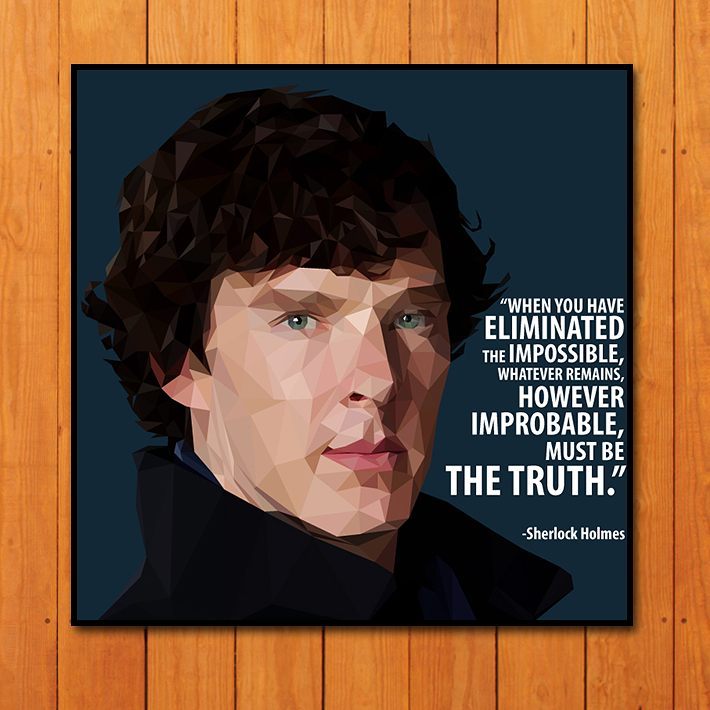 “WHEN YOU HAVE
ELIMINATED
THE IMPOSSIBLE,
WHATEVER REMAINS,
HOWEVER
IMPROBABLE,
MUST BE
THE TRUTH.”
-Sherlock Holmes